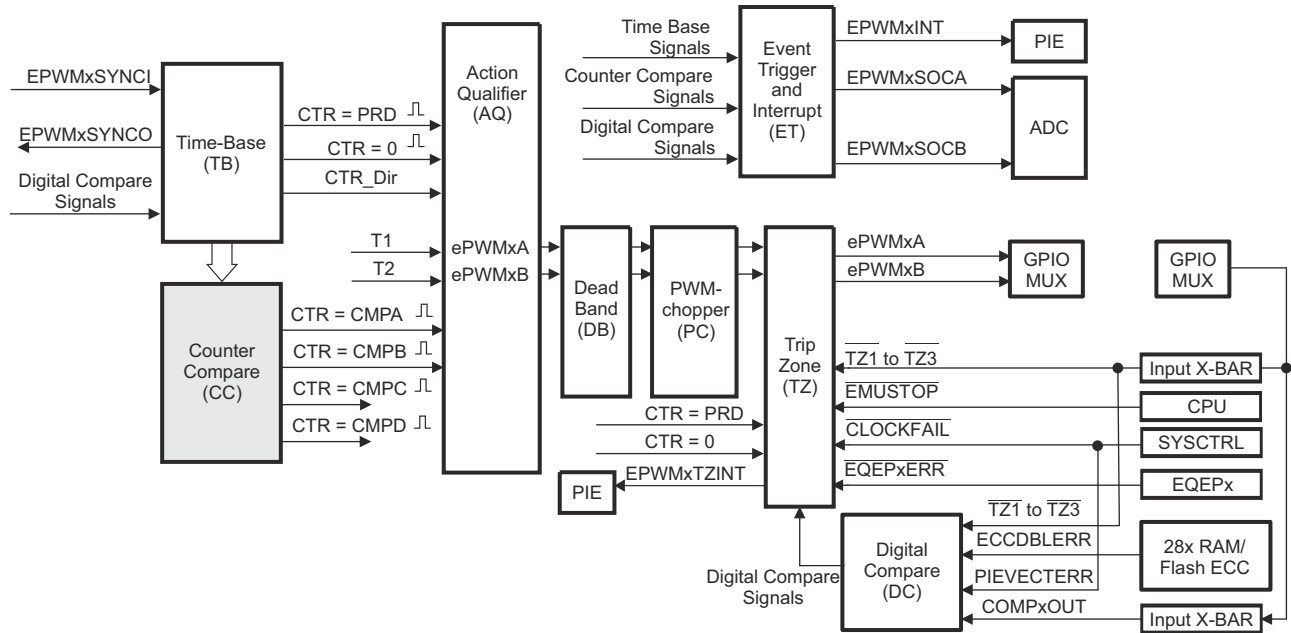 EPWMxSYNCI
EPWMxSYNCO
Digital Compare
Signals
Time-Base
(TB)
CTR = PRD
CTR = 0
CTR_Dir
T1
T2
Counter
Compare
(CC)
CTR = CMPA
CTR = CMPB
CTR = CMPC
CTR = CMPD
Action
Qualifier
(AQ)
ePWMxA
ePWMxB
Time Base
Signals
Counter Compare
Signals
Digital Compare
Signals
Event
Trigger
and
Interrupt
(ET)
EPWMxINT
EPWMxSOCA
EPWMxSOCB
PIE
ADC
Dead
Band
(DB)
PWM-
chopper
(PC)
Trip
Zone
(TZ)
ePWMxA
ePWMxB
GPIO
MUX
GPIO
MUX
TZ1 to TZ3
EMUSTOP
CLOCKFAIL
EQEPxERR
Input X-BAR
CPU
SYSCTRL
EQEPx
CTR = PRD
CTR = 0
EPWMxTZINT
PIE
Digital Compare
Signals
Digital
Compare
(DC)
TZ1 to TZ3
ECCDBLERR
PIEVECTERR
COMPxOUT
28x RAM/
Flash ECC
Input X-BAR